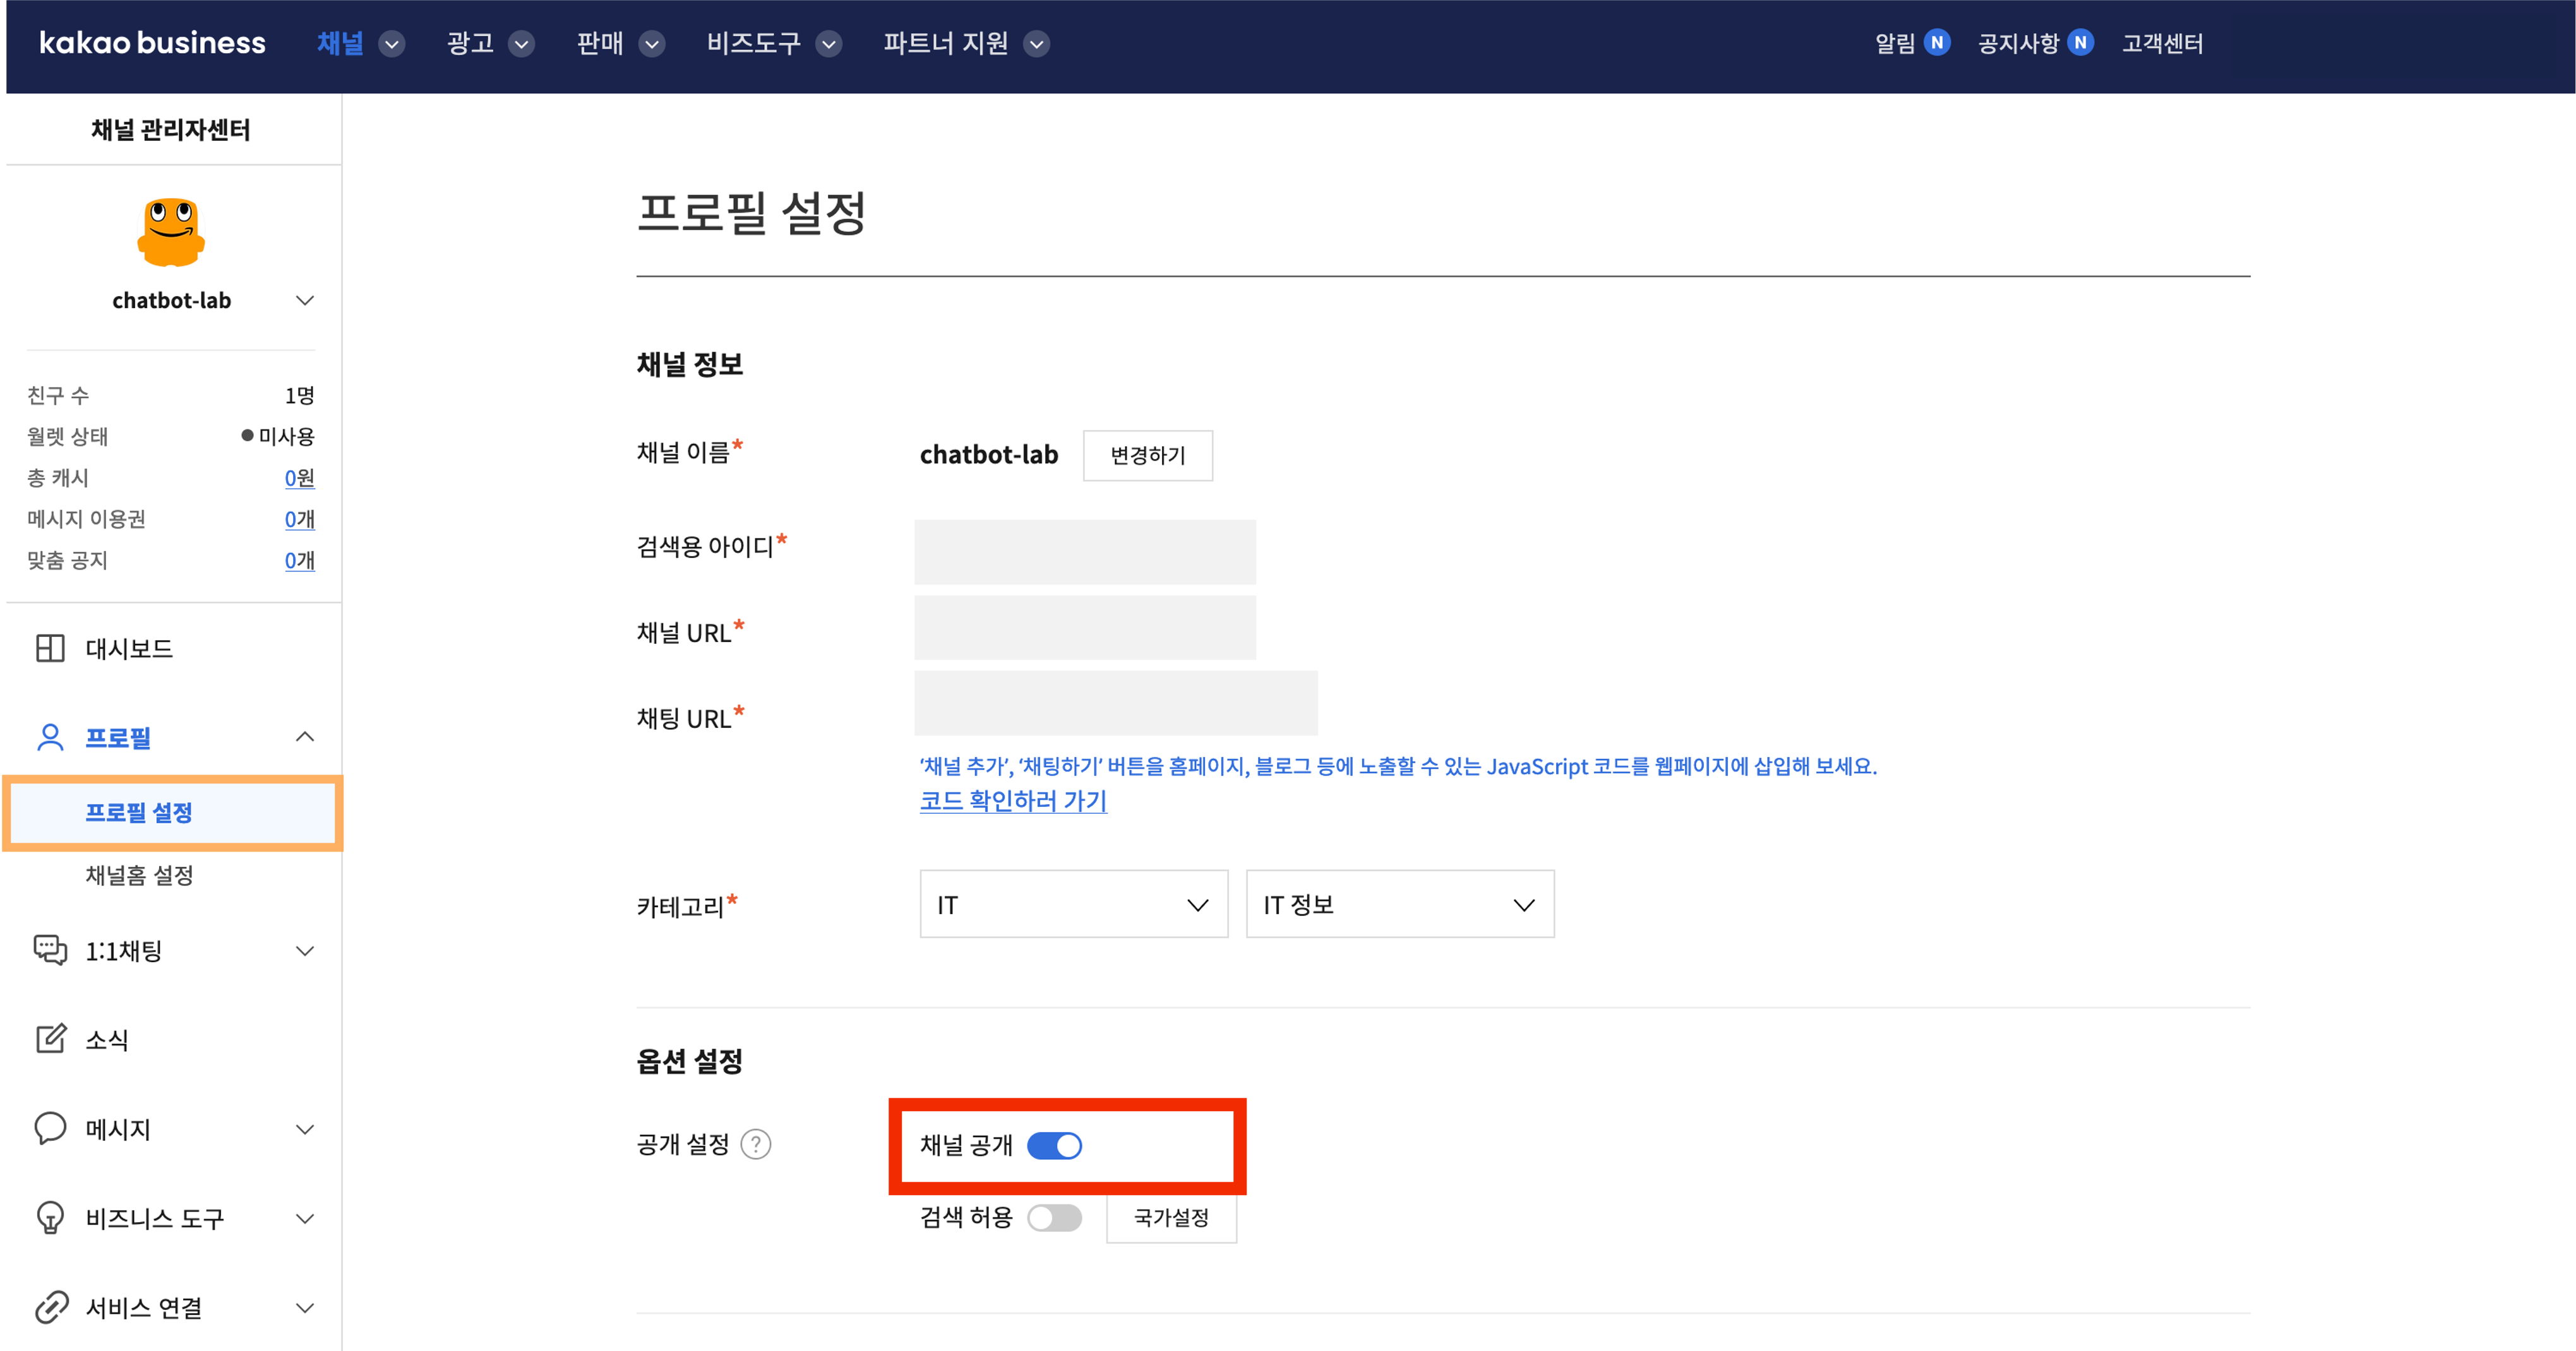 kakao business 채널 광고 판매 비즈도구 파트너 지원 알림 N 공지사항 N 고객센터
채널 관리자센터
chatbot-lab
친구 수 1명
월렛 상태 미사용
총 캐시 0원
메시지 이용권 0개
맞춤 공지 0개
대시보드
프로필
프로필 설정
채널홈 설정
1:1채팅
소식
메시지
비즈니스 도구
서비스 연결
프로필 설정
채널 정보
채널 이름* chatbot-lab 변경하기
검색용 아이디*
채널 URL*
채팅 URL*
‘채널 추가’, ‘채팅하기’ 버튼을 홈페이지, 블로그 등에 노출할 수 있는 JavaScript 코드를 웹페이지에 삽입해 보세요.
코드 확인하러 가기
카테고리* IT IT 정보
옵션 설정
공개 설정 ? 채널 공개
검색 허용 국가설정